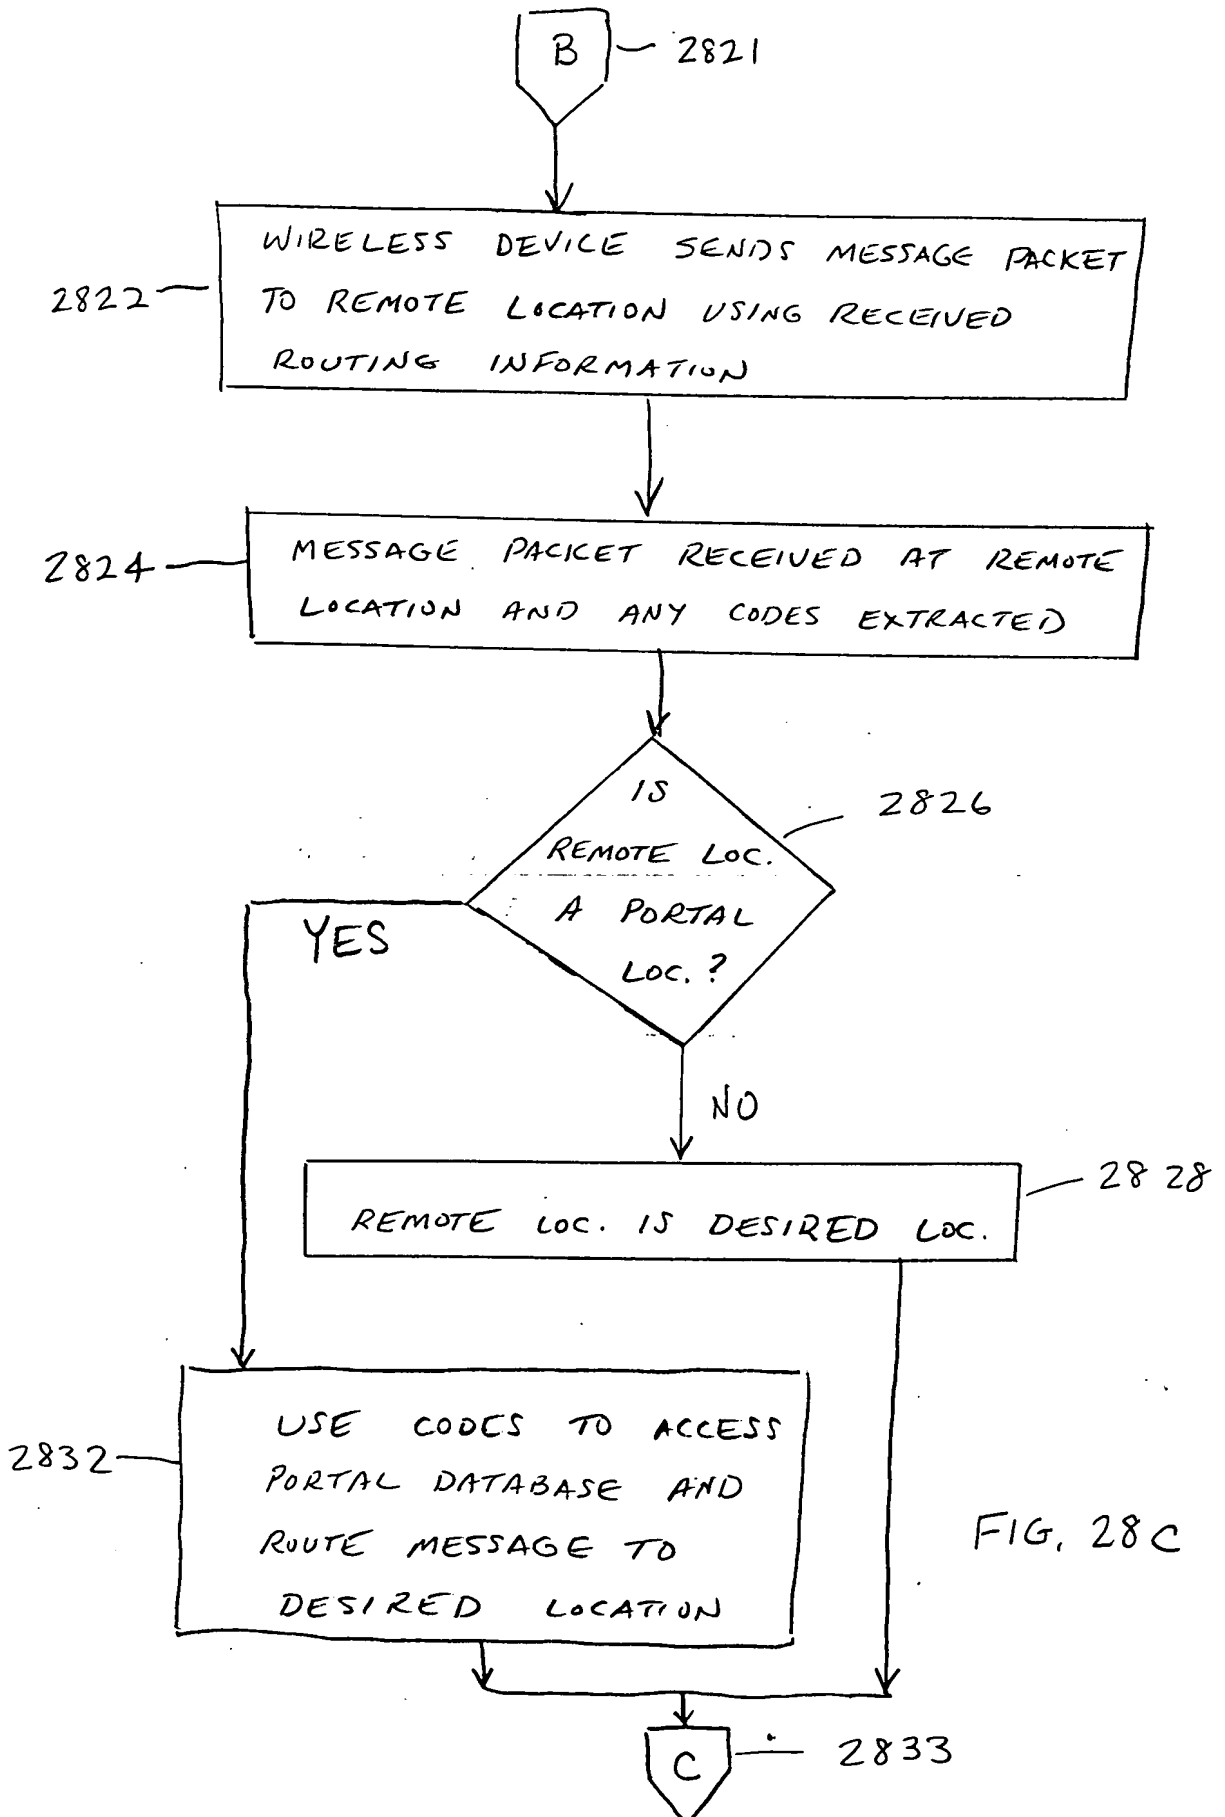 B
2821
WIRELESS DEVICE SENDS MESSAGE PACKET
2822
TO REMOTE LOCATION USING RECEIVED
ROUTING INFORMATION
2824
MESSAGE PACKET RECEIVED AT REMOTE
LOCATION AND ANY CODES EXTRACTED
IS
2826
REMOTE LOC.
A PORTAL
LOC.?
YES
NO
2828
REMOTE LOC. IS DESIRED LOC.
USE CODES TO ACCESS
2832
PORTAL DATABASE AND
ROUTE MESSAGE TO
DESIRED LOCATION
FIG. 28C
C
2833